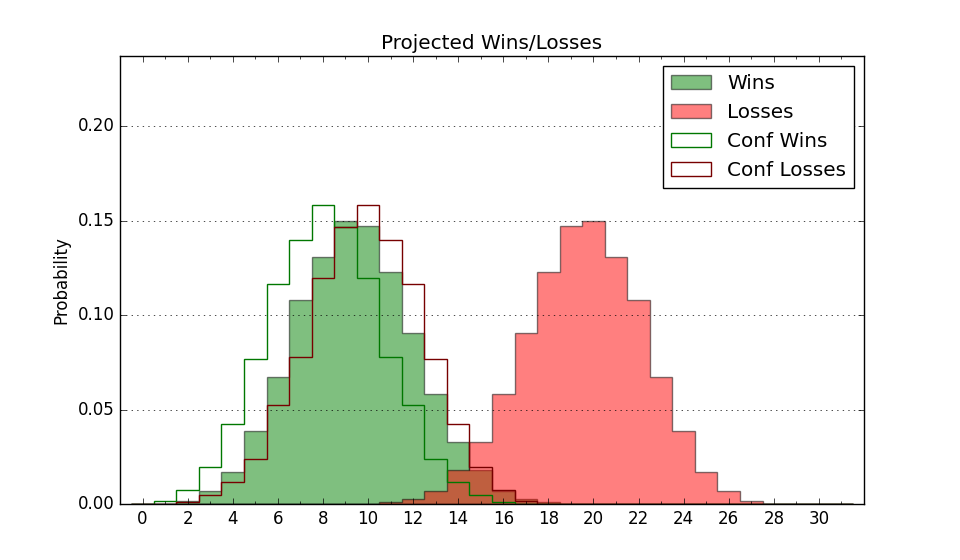 Projected Wins/Losses
Wins
Losses
Conf Wins
Conf Losses
Probability
0.20
0.15
0.10
0.05
0.00
0 2 4 6 8 10 12 14 16 18 20 22 24 26 28 30